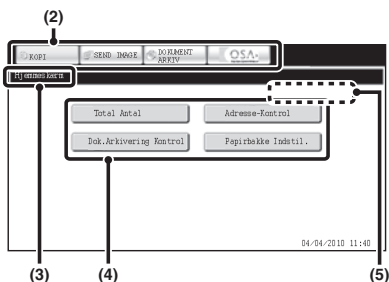 (2)
KOPI SEND IMAGE DOKUMENT ARKIV OSA
Hjemmeskærm
Total Antal Adresse-Kontrol
Dok.Arkivering Kontrol Papirbakke Indstil.
04/04/2010 11:40
(3) (4) (5)